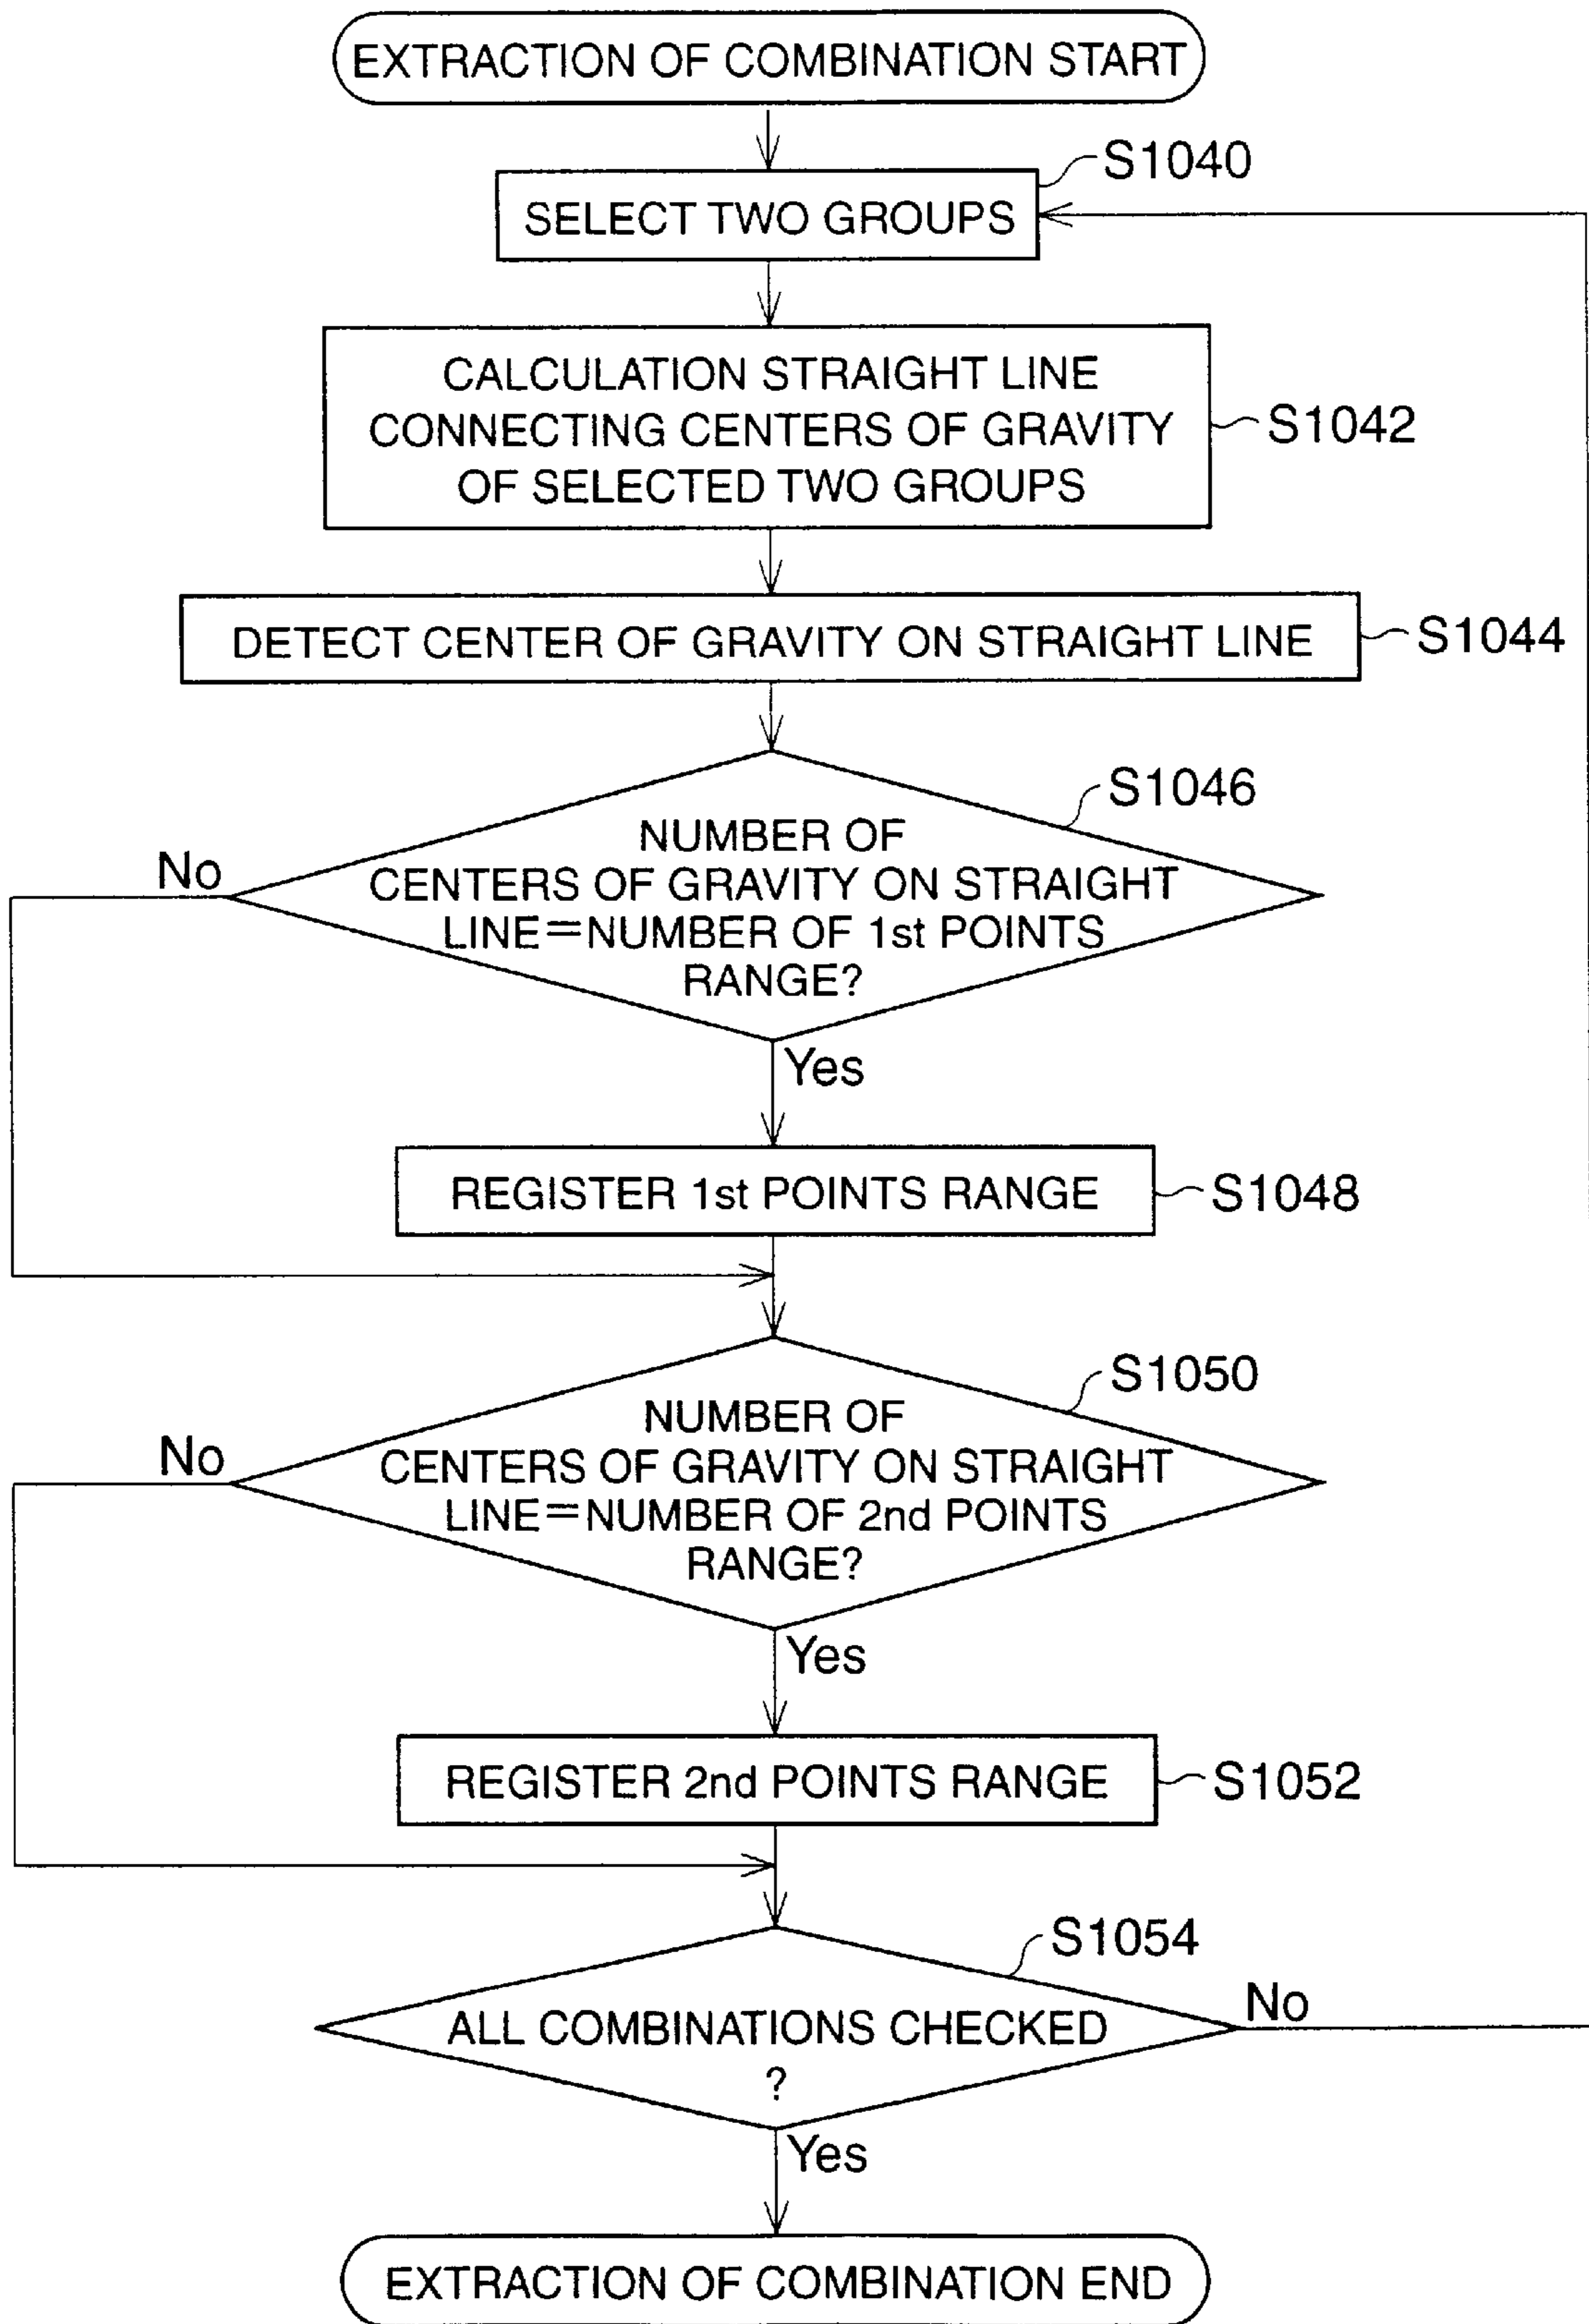 EXTRACTION OF COMBINATION START
S1040
SELECT TWO GROUPS
CALCULATION STRAIGHT LINE
CONNECTING CENTERS OF GRAVITY
OF SELECTED TWO GROUPS
S1042
DETECT CENTER OF GRAVITY ON STRAIGHT LINE
S1044
S1046
NUMBER OF
CENTERS OF GRAVITY ON STRAIGHT
LINE=NUMBER OF 1st POINTS
RANGE?
No
Yes
REGISTER 1st POINTS RANGE
S1048
S1050
NUMBER OF
CENTERS OF GRAVITY ON STRAIGHT
LINE=NUMBER OF 2nd POINTS
RANGE?
No
Yes
REGISTER 2nd POINTS RANGE
S1052
S1054
ALL COMBINATIONS CHECKED
?
No
Yes
EXTRACTION OF COMBINATION END